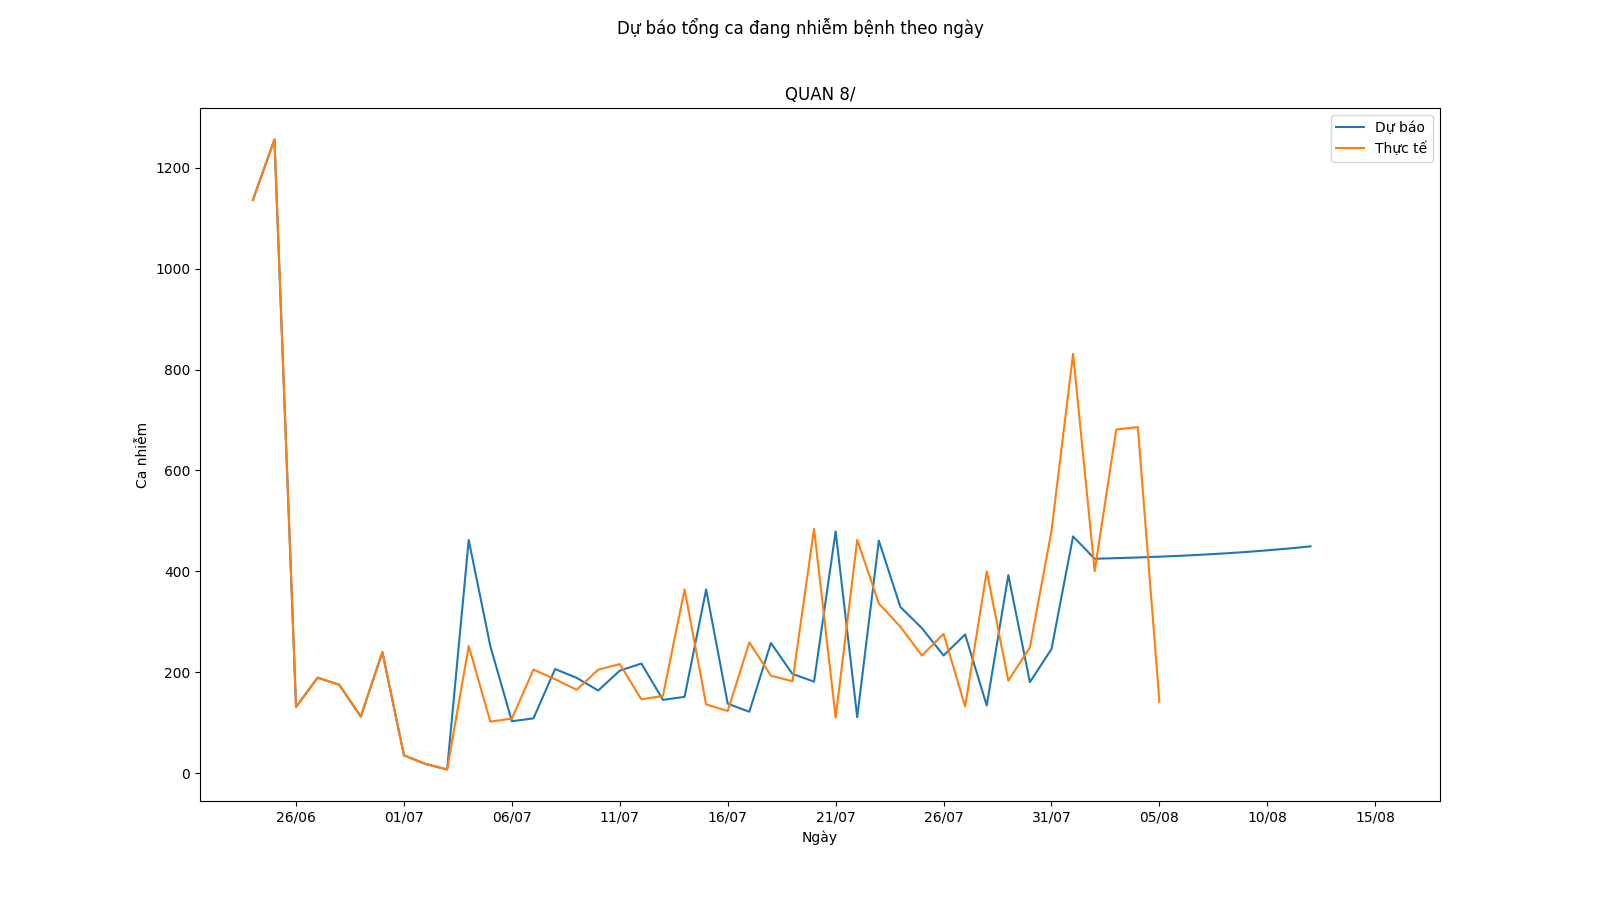 Dự báo tổng ca đang nhiễm bệnh theo ngày
QUAN 8/
Dự báo
Thực tế
1200
1000
800
600
400
200
0
Ca nhiễm
26/06 01/07 06/07 11/07 16/07 21/07 26/07 31/07 05/08 10/08 15/08
Ngày